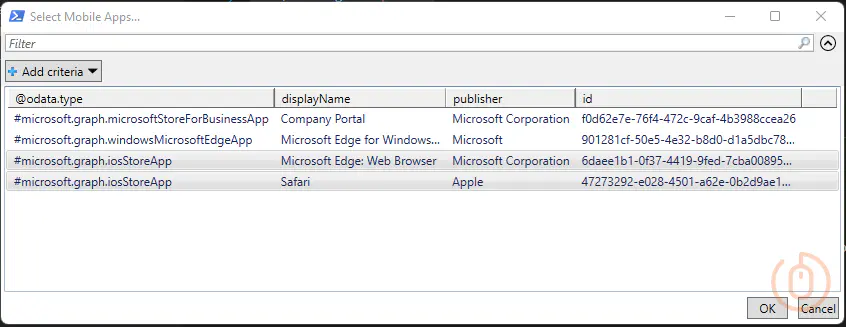 Select Mobile Apps...
Filter
Add criteria
@odata.type displayName publisher id
#microsoft.graph.microsoftStoreForBusinessApp Company Portal Microsoft Corporation f0d62e7e-76f4-472c-9caf-4b3988ccea26
#microsoft.graph.windowsMicrosoftEdgeApp Microsoft Edge for Windows... Microsoft 901281cf-50e5-4e32-b8d0-d1a5dbc78...
#microsoft.graph.iosStoreApp Microsoft Edge: Web Browser Microsoft Corporation 6daee1b1-0f37-4419-9fed-7cba00895...
#microsoft.graph.iosStoreApp Safari Apple 47273292-e028-4501-a62e-0b2d9ae1...
OK Cancel